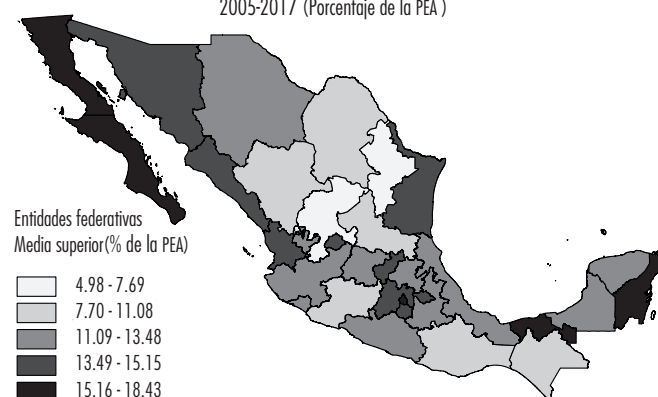 2005-2017 (Porcentaje de la PEA )
Entidades federativas
Media superior(% de la PEA)
4.98 - 7.69
7.70 - 11.08
11.09 - 13.48
13.49 - 15.15
15.16 - 18.43